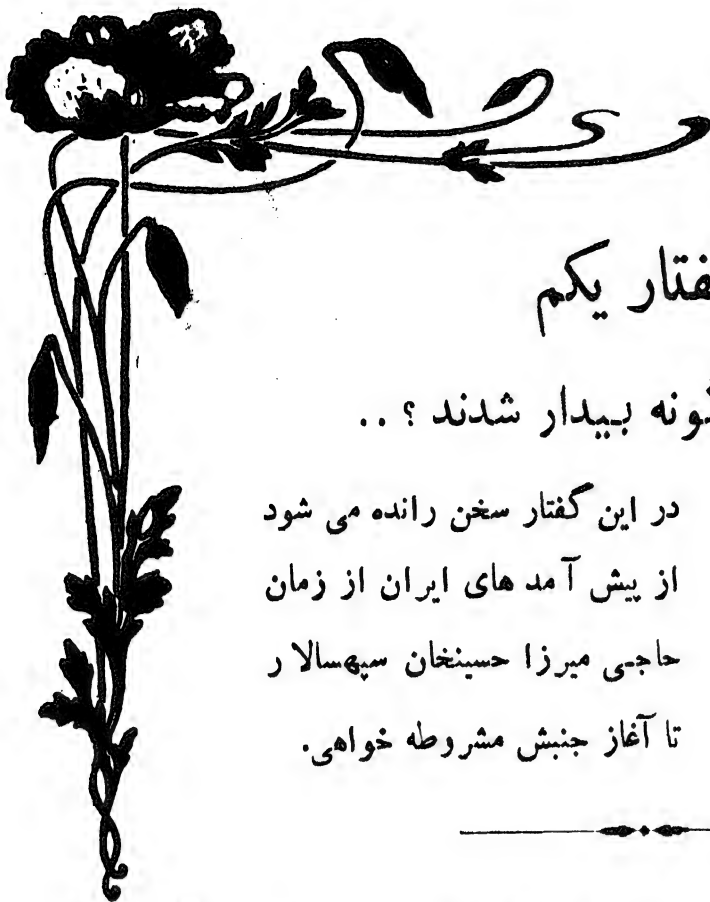 فتار یکم
ونه بیدار شدند ؟ ..
در این گفتار سخن رانده می شود
از پیش آمد های ایران از زمان
حاجی میرزا حسینخان سپهسالار
تا آغاز جنبش مشروطه خواهی.